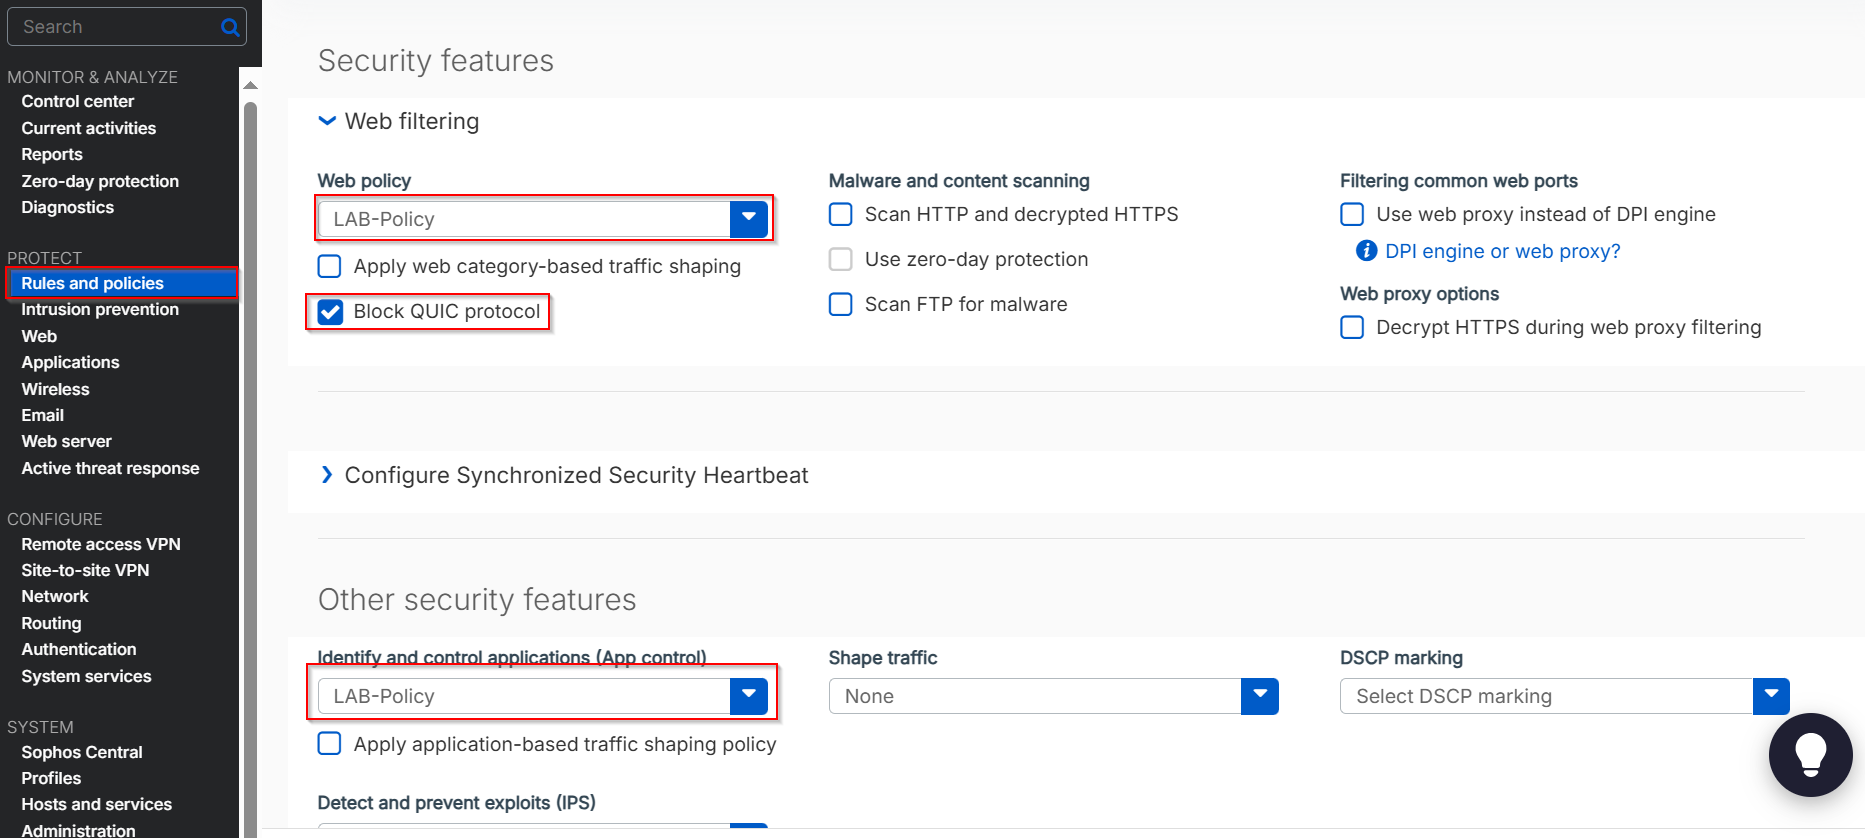 Search
MONITOR & ANALYZE
Control center
Current activities
Reports
Zero-day protection
Diagnostics
PROTECT
Rules and policies
Intrusion prevention
Web
Applications
Wireless
Email
Web server
Active threat response
CONFIGURE
Remote access VPN
Site-to-site VPN
Network
Routing
Authentication
System services
SYSTEM
Sophos Central
Profiles
Hosts and services
Administration
Security features
Web filtering
Web policy
LAB-Policy
Apply web category-based traffic shaping
Block QUIC protocol
Malware and content scanning
Scan HTTP and decrypted HTTPS
Use zero-day protection
Scan FTP for malware
Filtering common web ports
Use web proxy instead of DPI engine
DPI engine or web proxy?
Web proxy options
Decrypt HTTPS during web proxy filtering
Configure Synchronized Security Heartbeat
Other security features
Identify and control applications (App control)
LAB-Policy
Apply application-based traffic shaping policy
Shape traffic
None
DSCP marking
Select DSCP marking
Detect and prevent exploits (IPS)